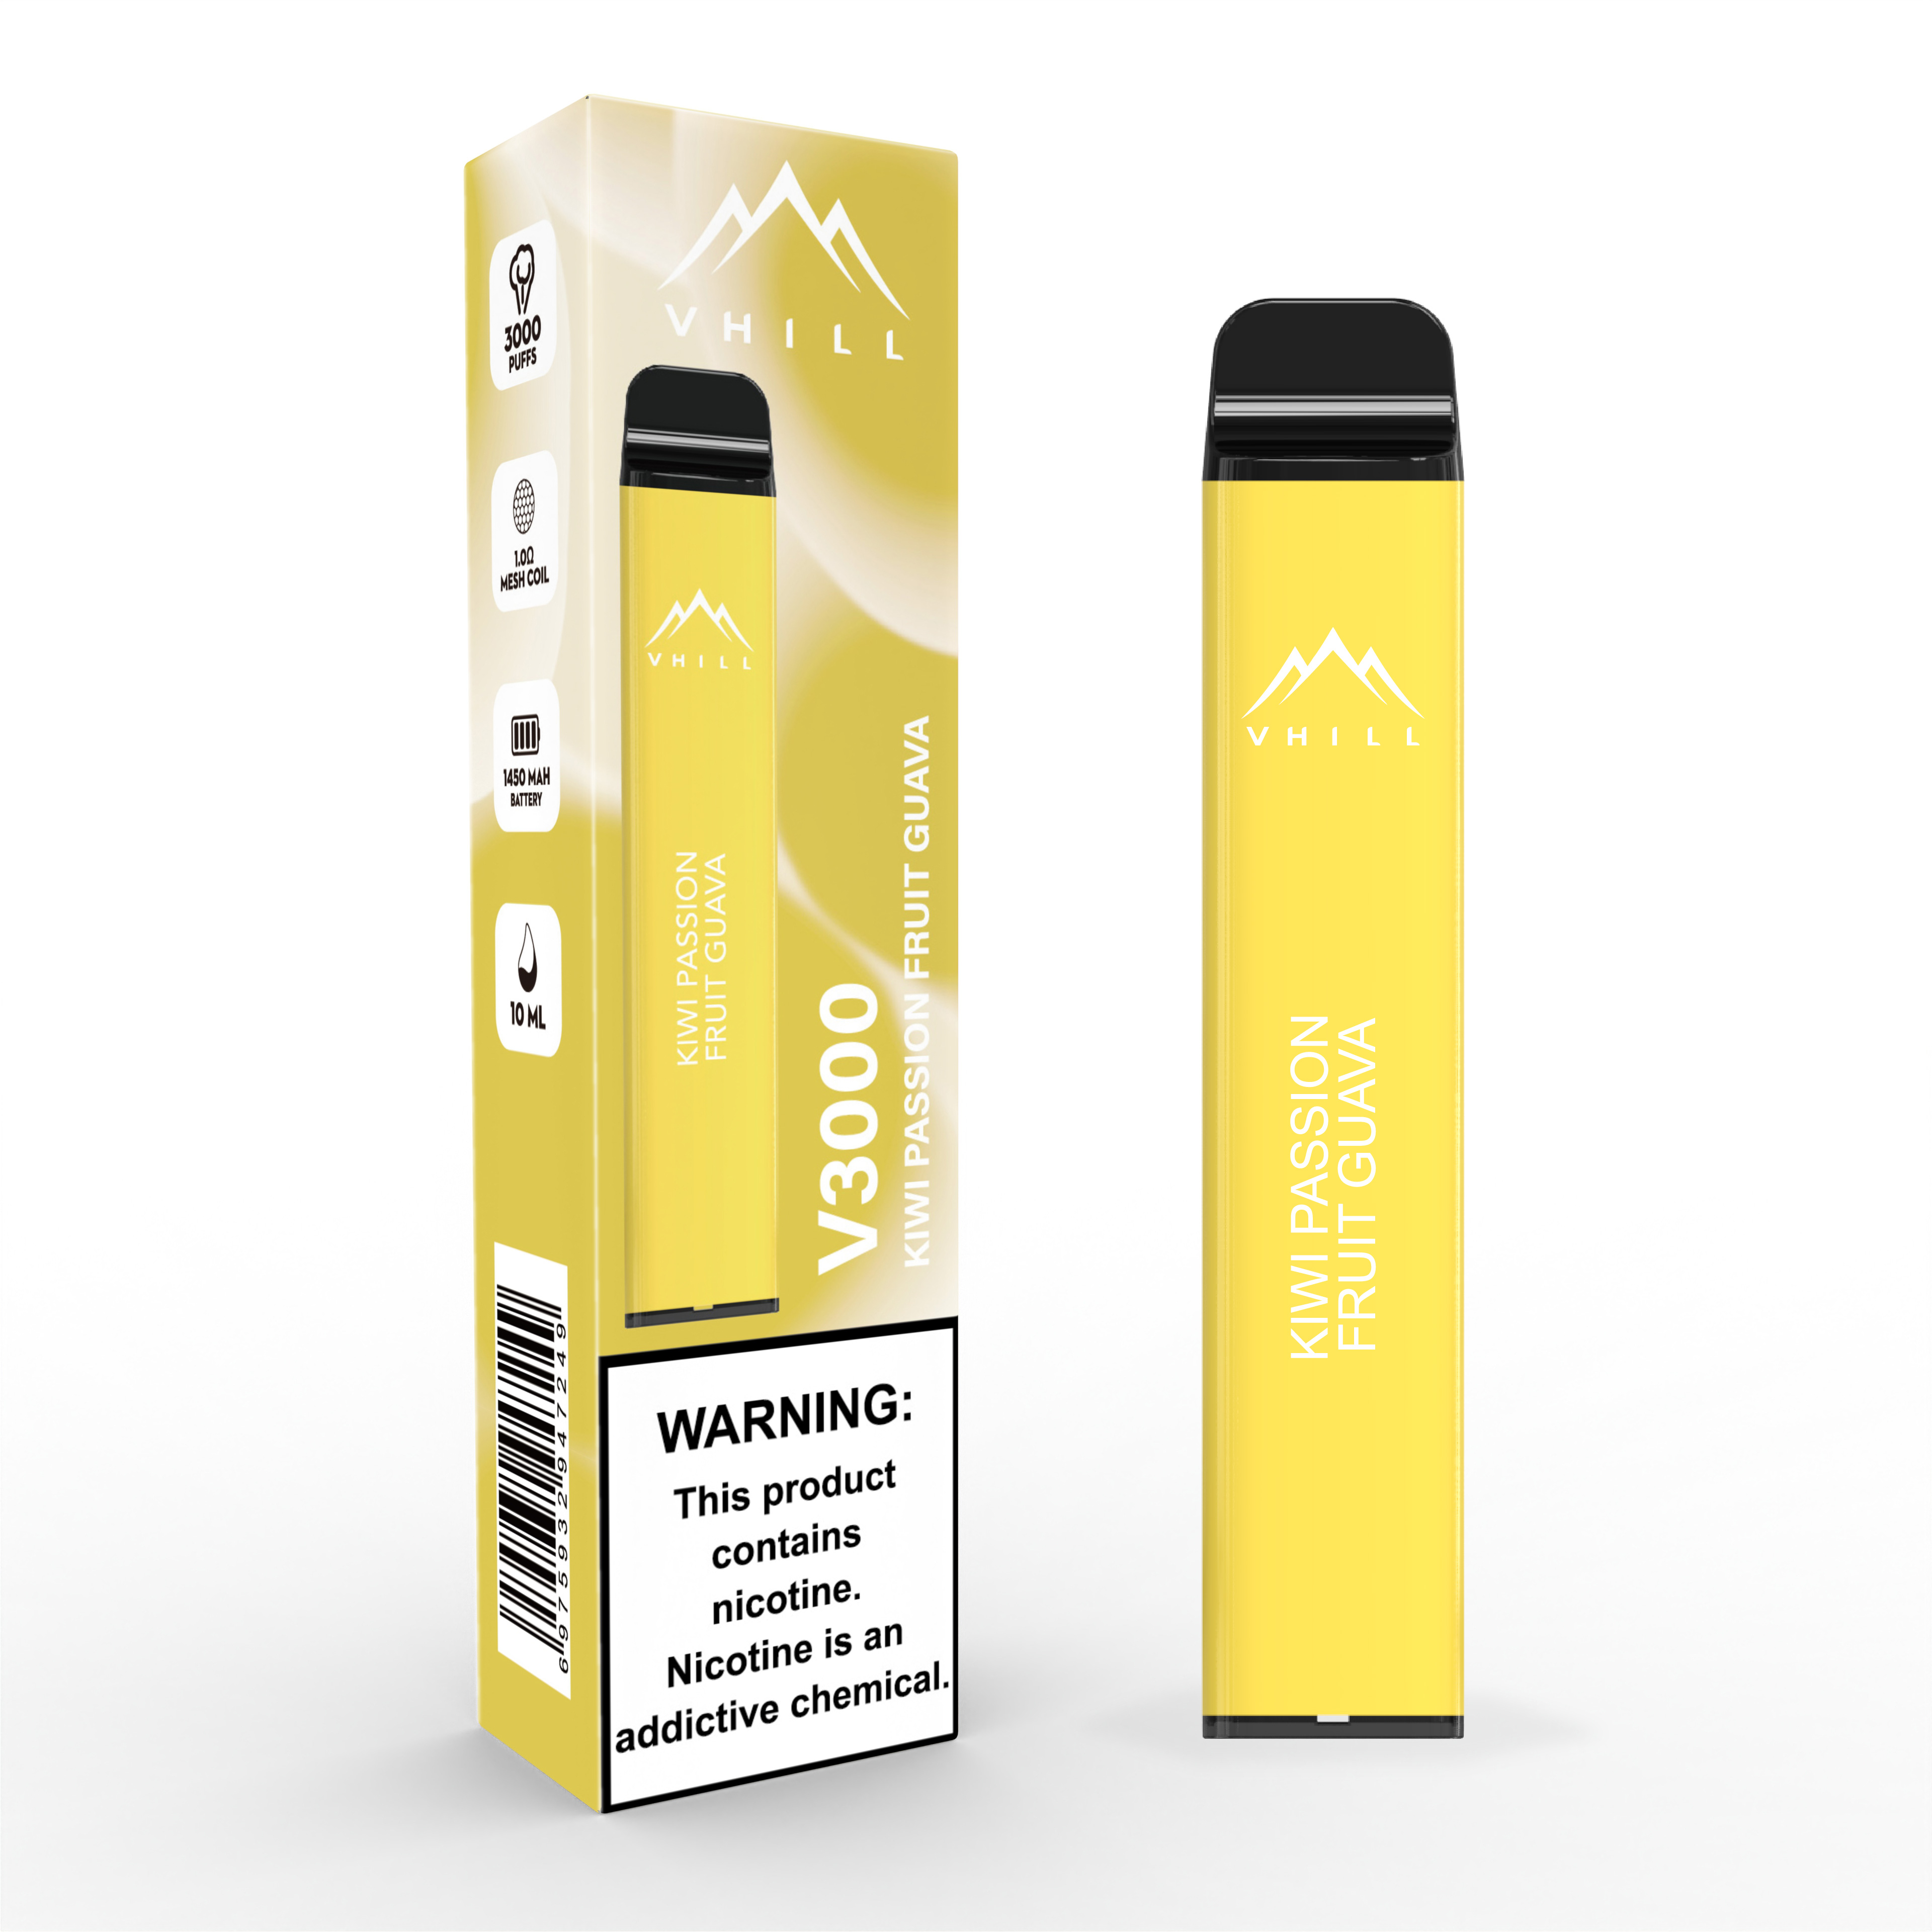 3000
PUFFS
1.0Ω
MESH COIL
1450 MAH
BATTERY
10 ML
6975932947249
VHILL
VHILL
KIWI PASSION
FRUIT GUAVA
V3000
KIWI PASSION FRUIT GUAVA
WARNING:
This product
contains
nicotine.
Nicotine is an
addictive chemical.
VHILL
KIWI PASSION
FRUIT GUAVA